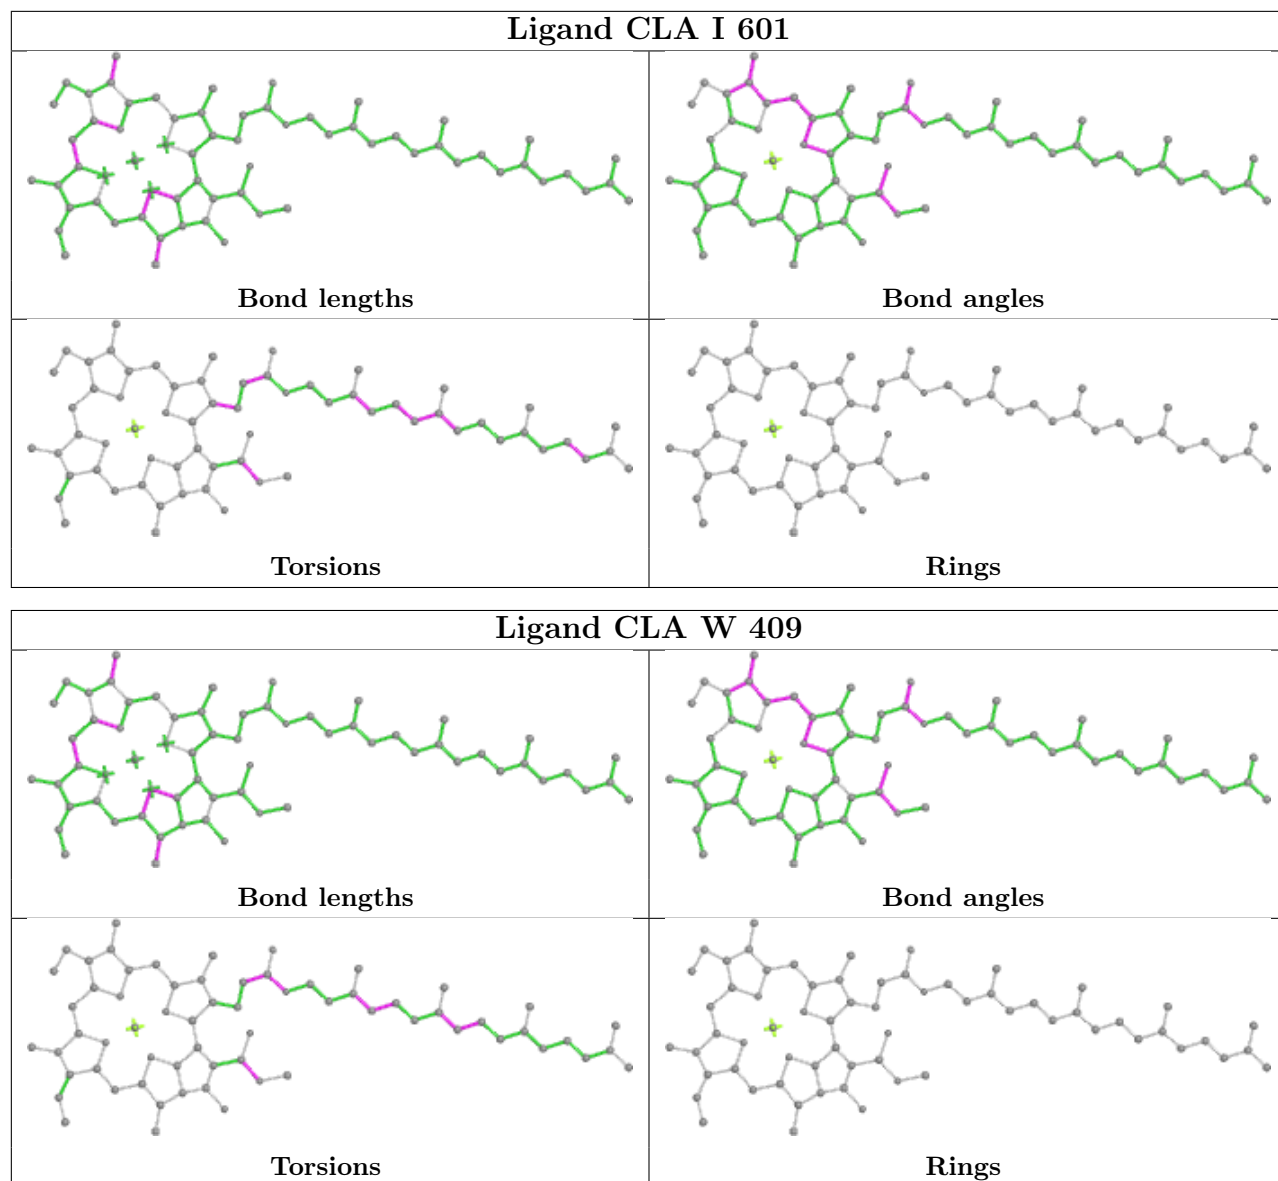 Ligand CLA I 601
Bond lengths
Bond angles
Torsions
Rings
Ligand CLA W 409
Bond lengths
Bond angles
Torsions
Rings